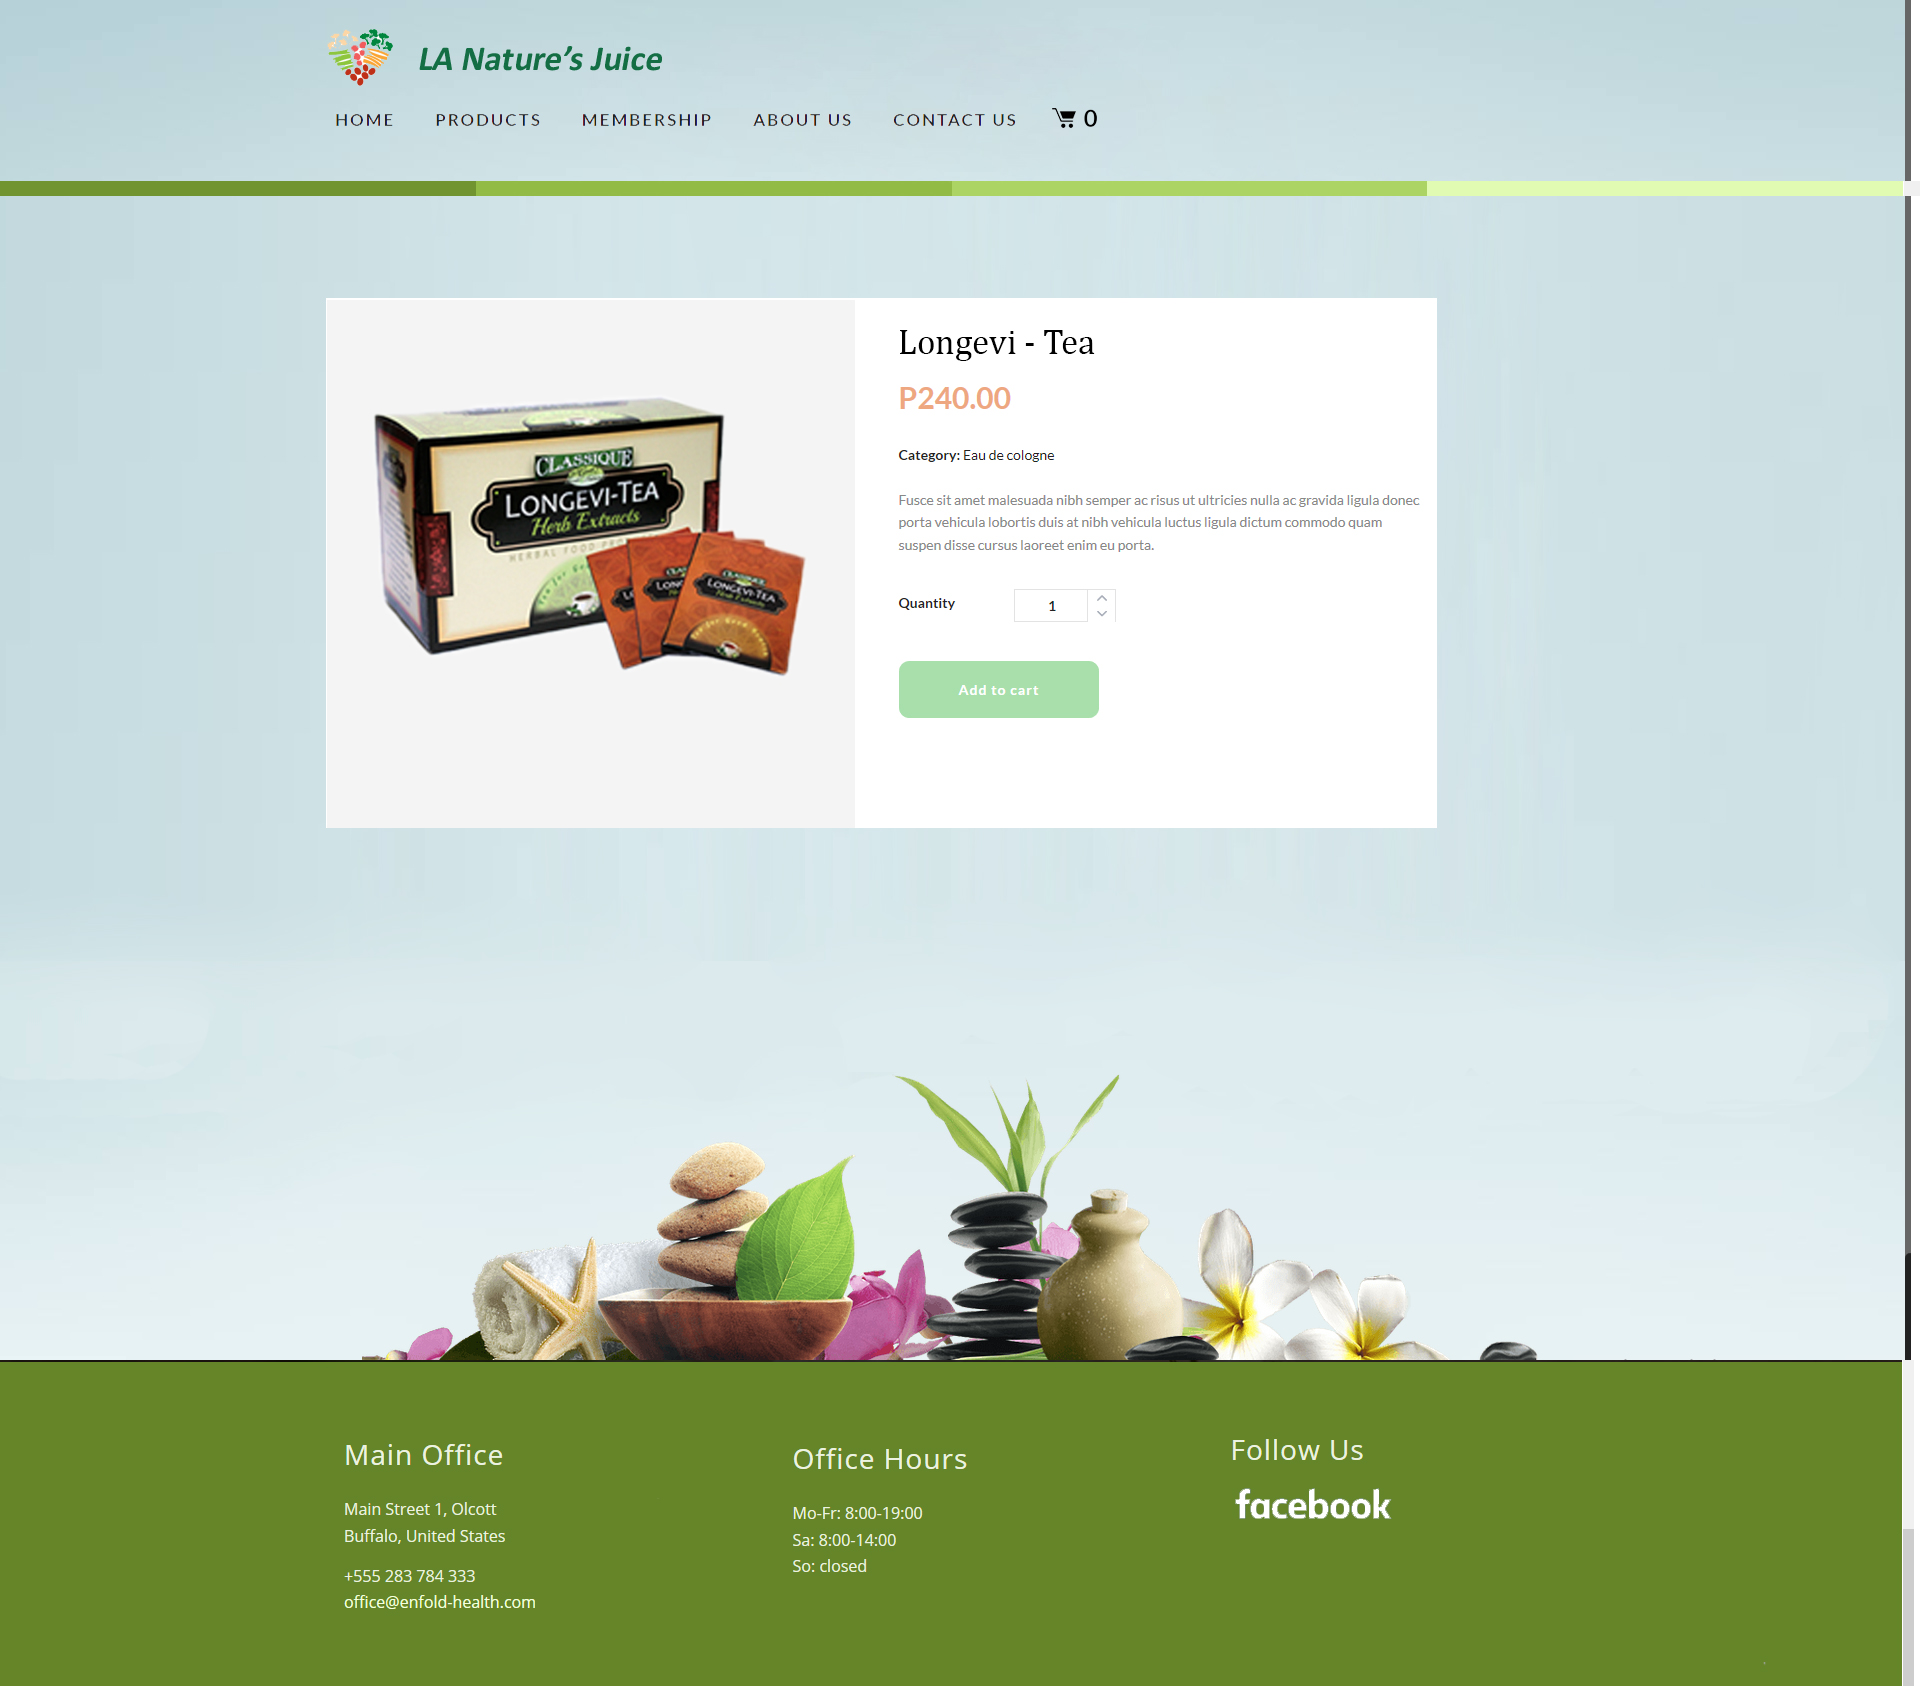 LA Nature's Juice
HOME PRODUCTS MEMBERSHIP ABOUT US CONTACT US 0
Longevi - Tea
P240.00
Category: Eau de cologne
Fusce sit amet malesuada nibh semper ac risus ut ultricies nulla ac gravida ligula donec
porta vehicula lobortis duis at nibh vehicula luctus ligula dictum commodo quam
suspen disse cursus laoreet enim eu porta.
Quantity 1
Add to cart
CLASSIQUE
LONGEVI-TEA
Herb Extracts
LONGEVI-TEA
Main Office
Main Street 1, Olcott
Buffalo, United States
+555 283 784 333
office@enfold-health.com
Office Hours
Mo-Fr: 8:00-19:00
Sa: 8:00-14:00
So: closed
Follow Us
facebook